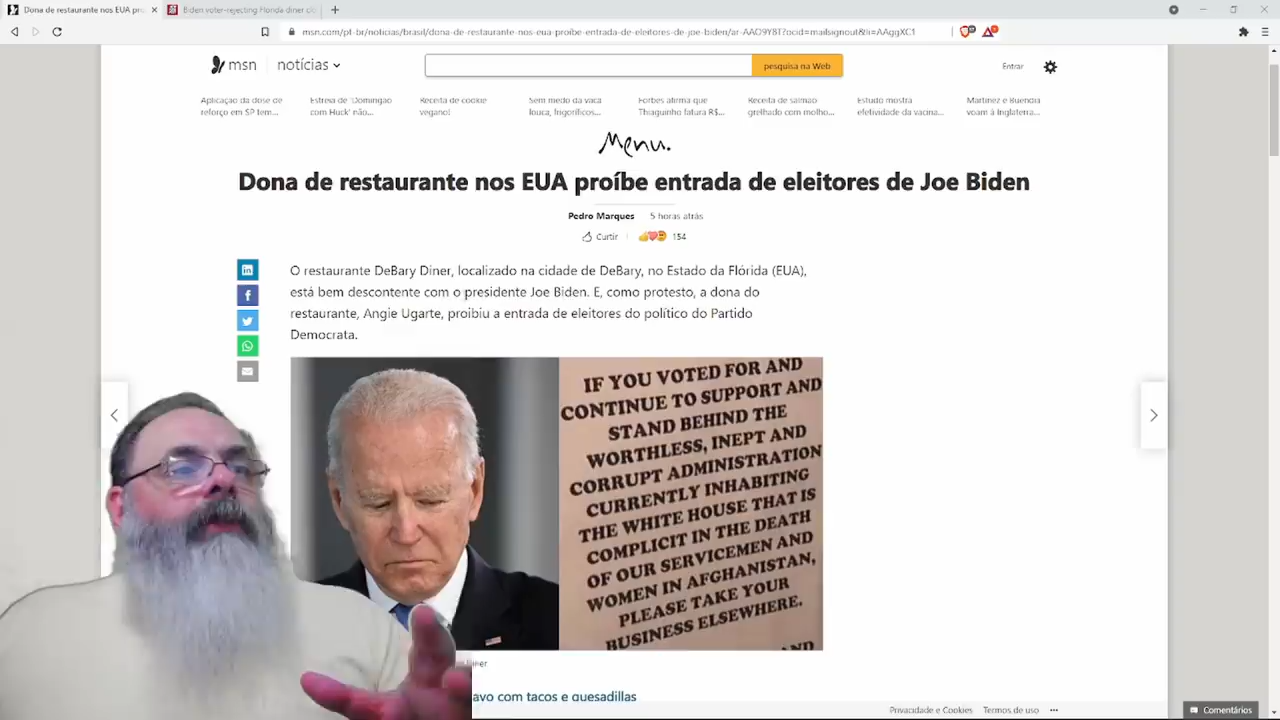 Dona de restaurante nos EUA pro
Biden voter-rejecting Florida diner clo
msn.com/pt-br/noticias/brasil/dona-de-restaurante-nos-eua-proíbe-entrada-de-eleitores-de-joe-biden/ar-AAO9Y8T?ocid=mailsignout&li=AAggXC1
msn
notícias
pesquisa na Web
Entrar
Aplicação da dose de
reforço em SP tem...
Estreia de 'Domingão
com Huck' não...
Receita de cookie
vegano!
Sem medo da vaca
louca, frigoríficos...
Forbes afirma que
Thiaguinho fatura R$...
Receita de salmão
grelhado com molho...
Estudo mostra
efetividade da vacina...
Martínez e Buendia
voam à Inglaterra...
Menu.
Dona de restaurante nos EUA proíbe entrada de eleitores de Joe Biden
Pedro Marques 5 horas atrás
Curtir 154
O restaurante DeBary Diner, localizado na cidade de DeBary, no Estado da Flórida (EUA),
está bem descontente com o presidente Joe Biden. E, como protesto, a dona do
restaurante, Angie Ugarte, proibiu a entrada de eleitores do político do Partido
Democrata.
IF YOU VOTED FOR AND
CONTINUE TO SUPPORT AND
STAND BEHIND THE
WORTHLESS, INEPT AND
CORRUPT ADMINISTRATION
CURRENTLY INHABITING
THE WHITE HOUSE THAT IS
COMPLICIT IN THE DEATH
OF OUR SERVICEMEN AND
WOMEN IN AFGHANISTAN,
PLEASE TAKE YOUR
BUSINESS ELSEWHERE.
avo com tacos e quesadillas
Privacidade e Cookies
Termos de uso
Comentários